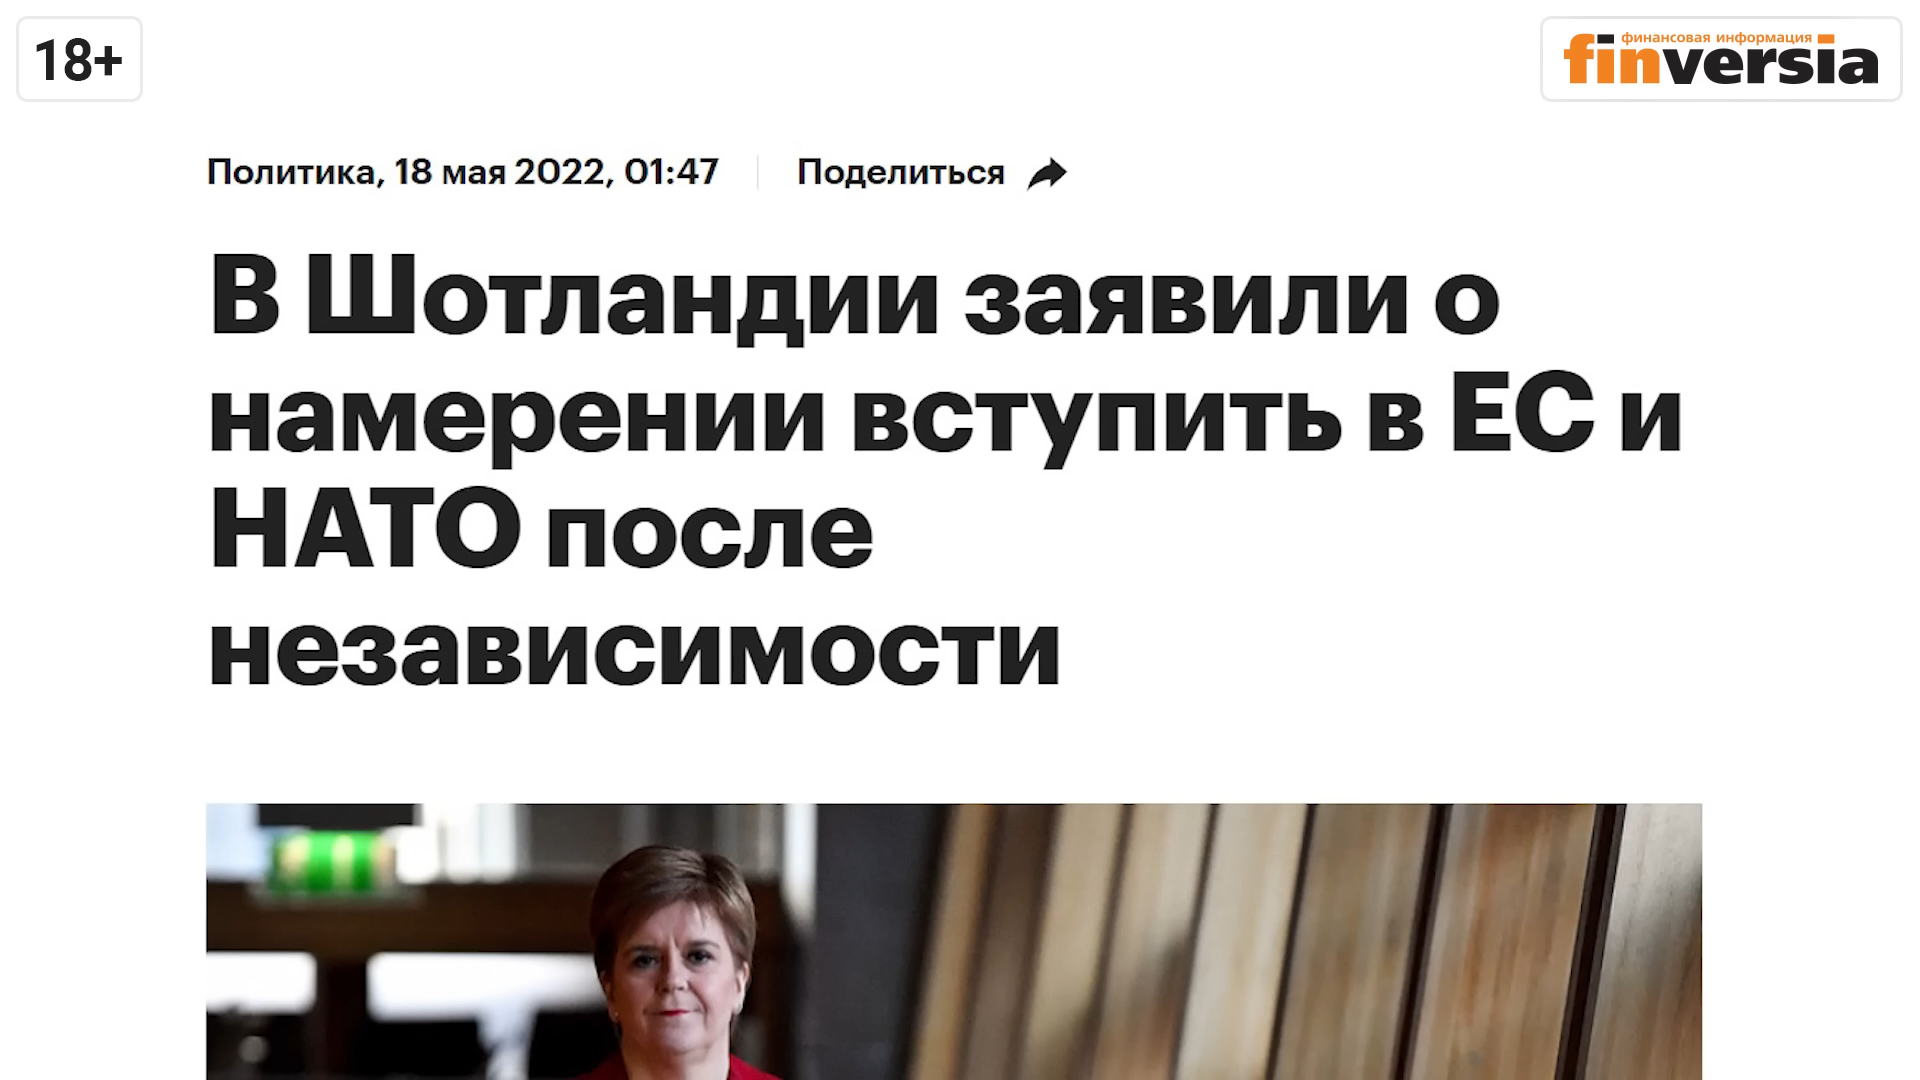 18+
финансовая информация
finversia
Политика, 18 мая 2022, 01:47
Поделиться
В Шотландии заявили о
намерении вступить в ЕС и
НАТО после
независимости